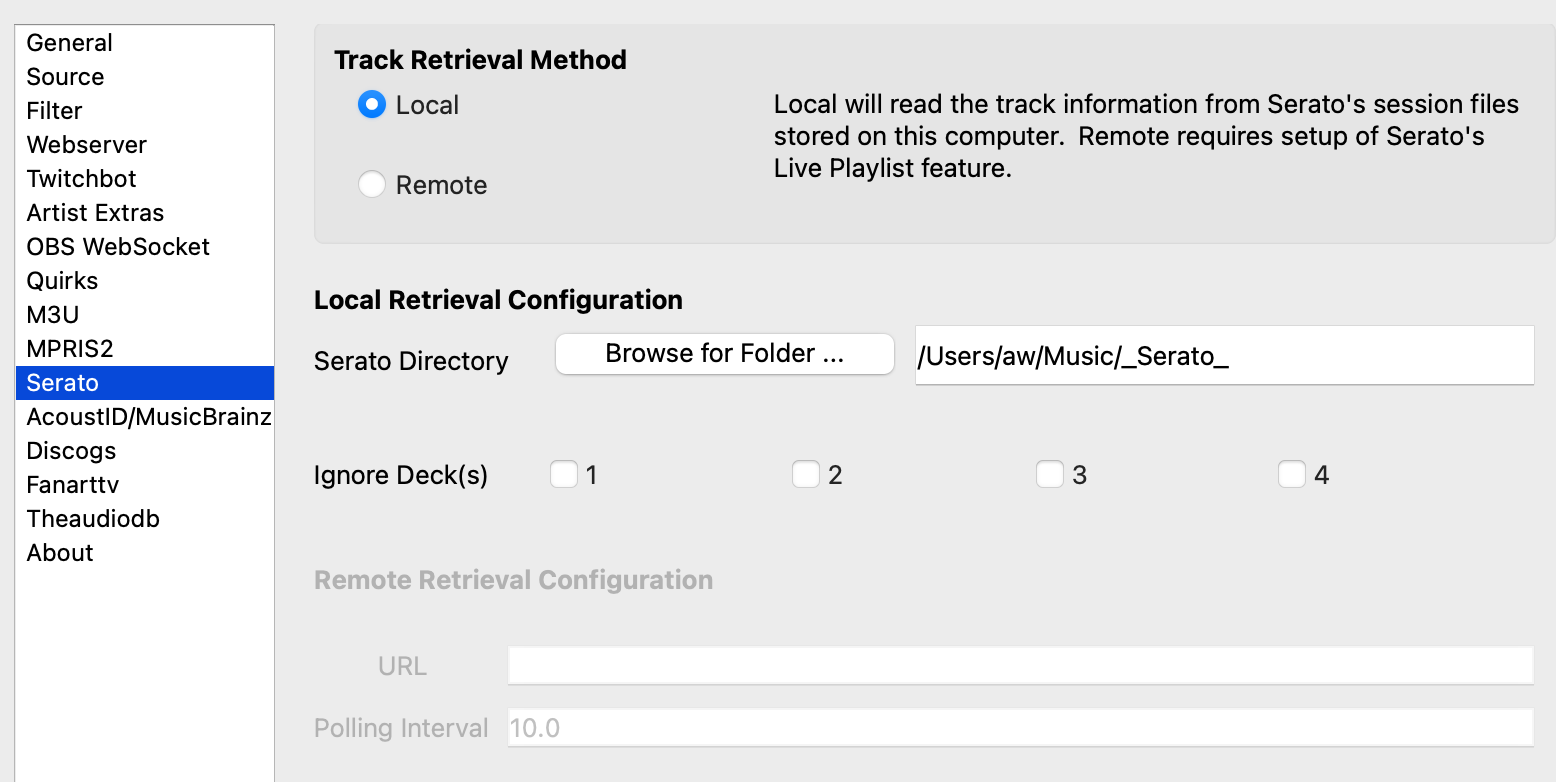 General
Source
Filter
Webserver
Twitchbot
Artist Extras
OBS WebSocket
Quirks
M3U
MPRIS2
Serato
AcoustID/MusicBrainz
Discogs
Fanarttv
Theaudiodb
About
Track Retrieval Method
Local
Remote
Local will read the track information from Serato's session files
stored on this computer.  Remote requires setup of Serato's
Live Playlist feature.
Local Retrieval Configuration
Serato Directory Browse for Folder ... /Users/aw/Music/_Serato_
Ignore Deck(s) 1 2 3 4
Remote Retrieval Configuration
URL
Polling Interval 10.0